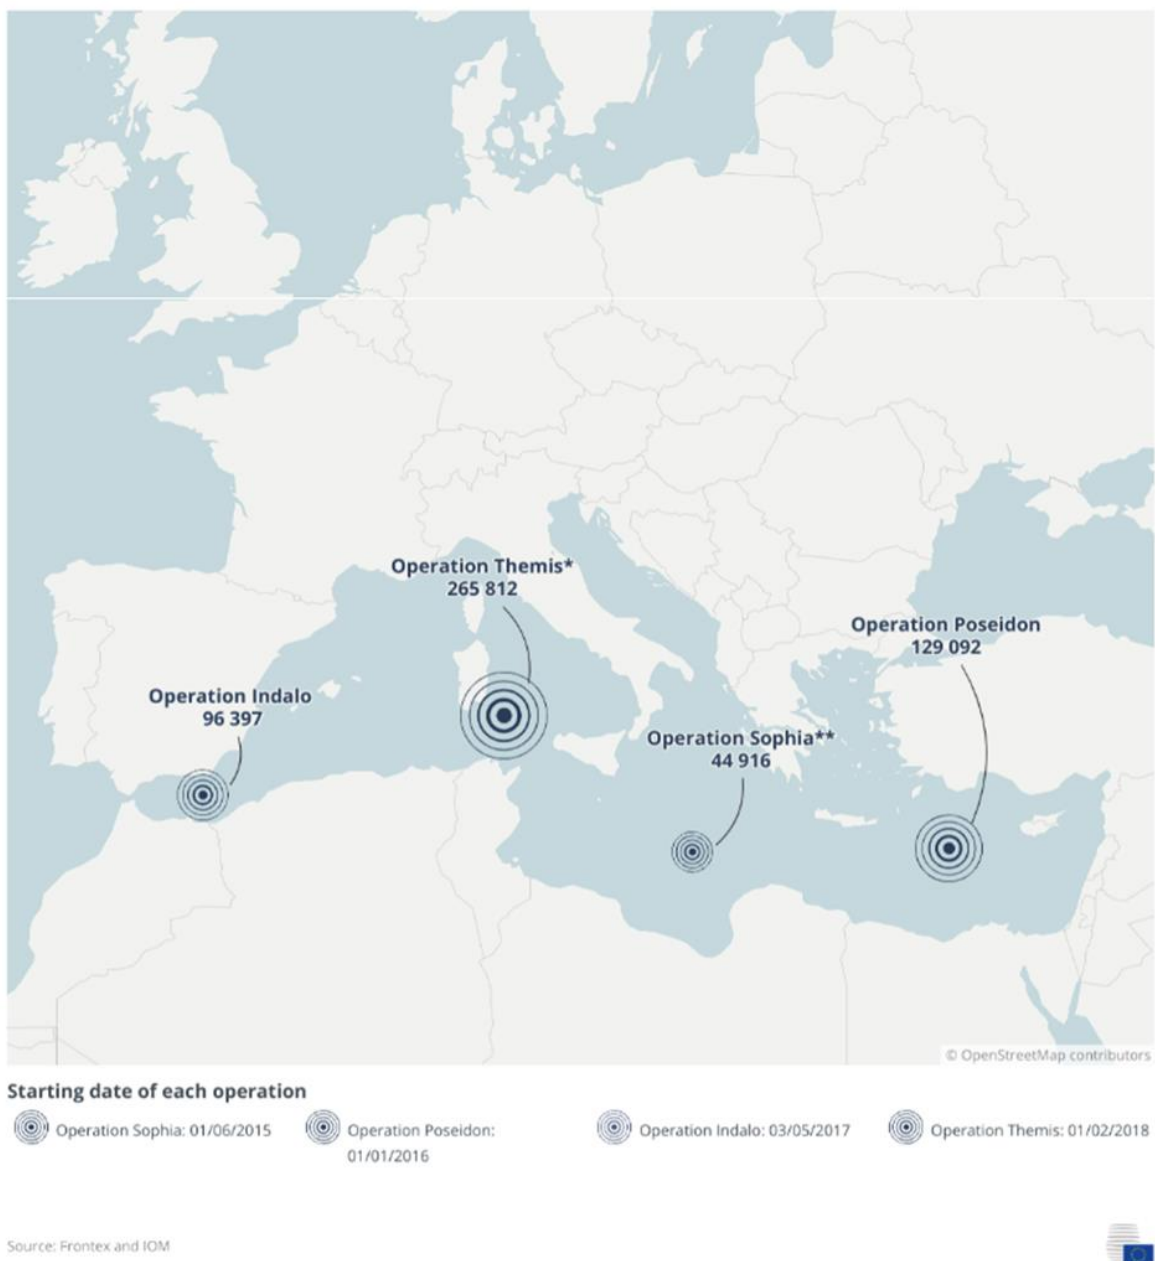 Operation Themis*
265 812
Operation Poseidon
129 092
Operation Indalo
96 397
Operation Sophia**
44 916
© OpenStreetMap contributors
Starting date of each operation
Operation Sophia: 01/06/2015
Operation Poseidon:
01/01/2016
Operation Indalo: 03/05/2017
Operation Themis: 01/02/2018
Source: Frontex and IOM